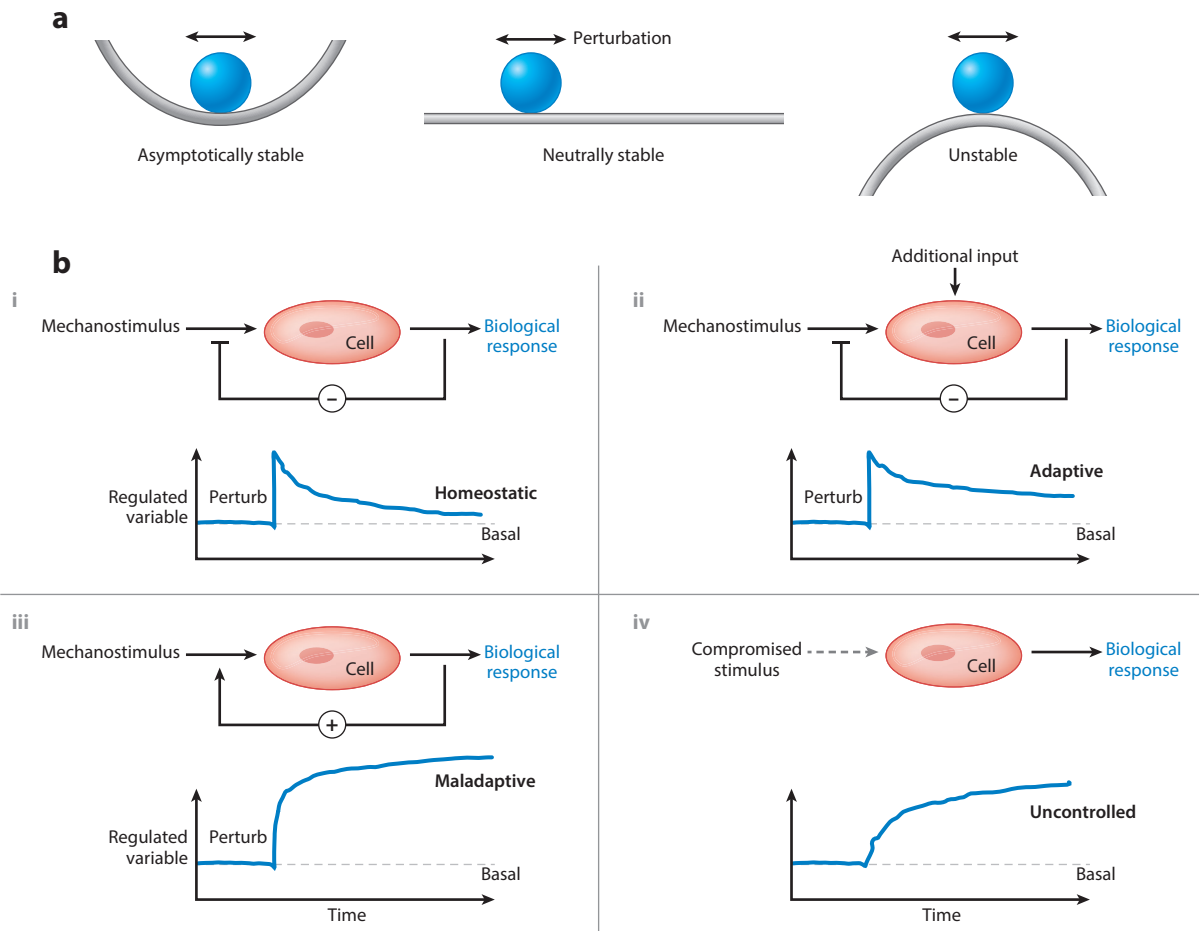 a
Perturbation
Asymptotically stable
Neutrally stable
Unstable
b
i
Mechanostimulus
Cell
Biological
response
−
Regulated
variable
Perturb
Homeostatic
Basal
ii
Additional input
Mechanostimulus
Cell
Biological
response
−
Perturb
Adaptive
Basal
iii
Mechanostimulus
Cell
Biological
response
+
Regulated
variable
Perturb
Maladaptive
Basal
Time
iv
Compromised
stimulus
Cell
Biological
response
Uncontrolled
Basal
Time